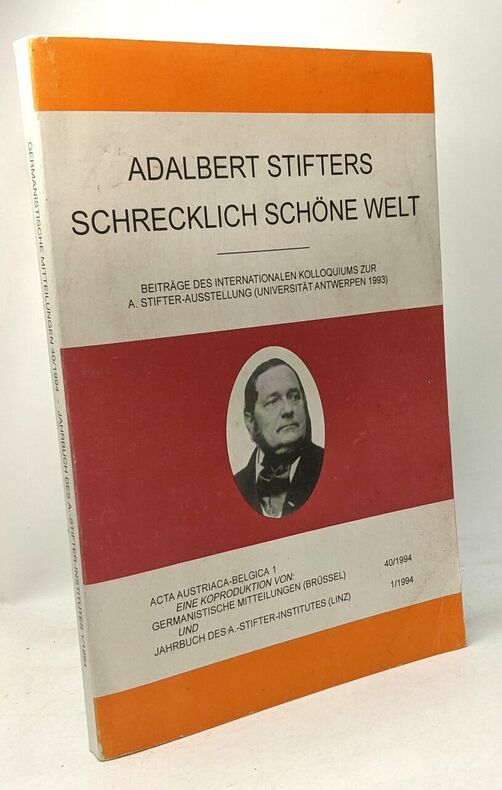 ADALBERT STIFTERS
SCHRECKLICH SCHÖNE WELT
BEITRÄGE DES INTERNATIONALEN KOLLOQUIUMS ZUR
A. STIFTER-AUSSTELLUNG (UNIVERSITÄT ANTWERPEN 1993)
ACTA AUSTRIACA-BELGICA 1
EINE KOPRODUKTION VON:
GERMANISTISCHE MITTEILUNGEN (BRÜSSEL) 40/1994
UND
JAHRBUCH DES A.-STIFTER-INSTITUTES (LINZ) 1/1994
GERMANISTISCHE MITTEILUNGEN 40/1994 - JAHRBUCH DES A.-STIFTER-INSTITUTES 1/1994